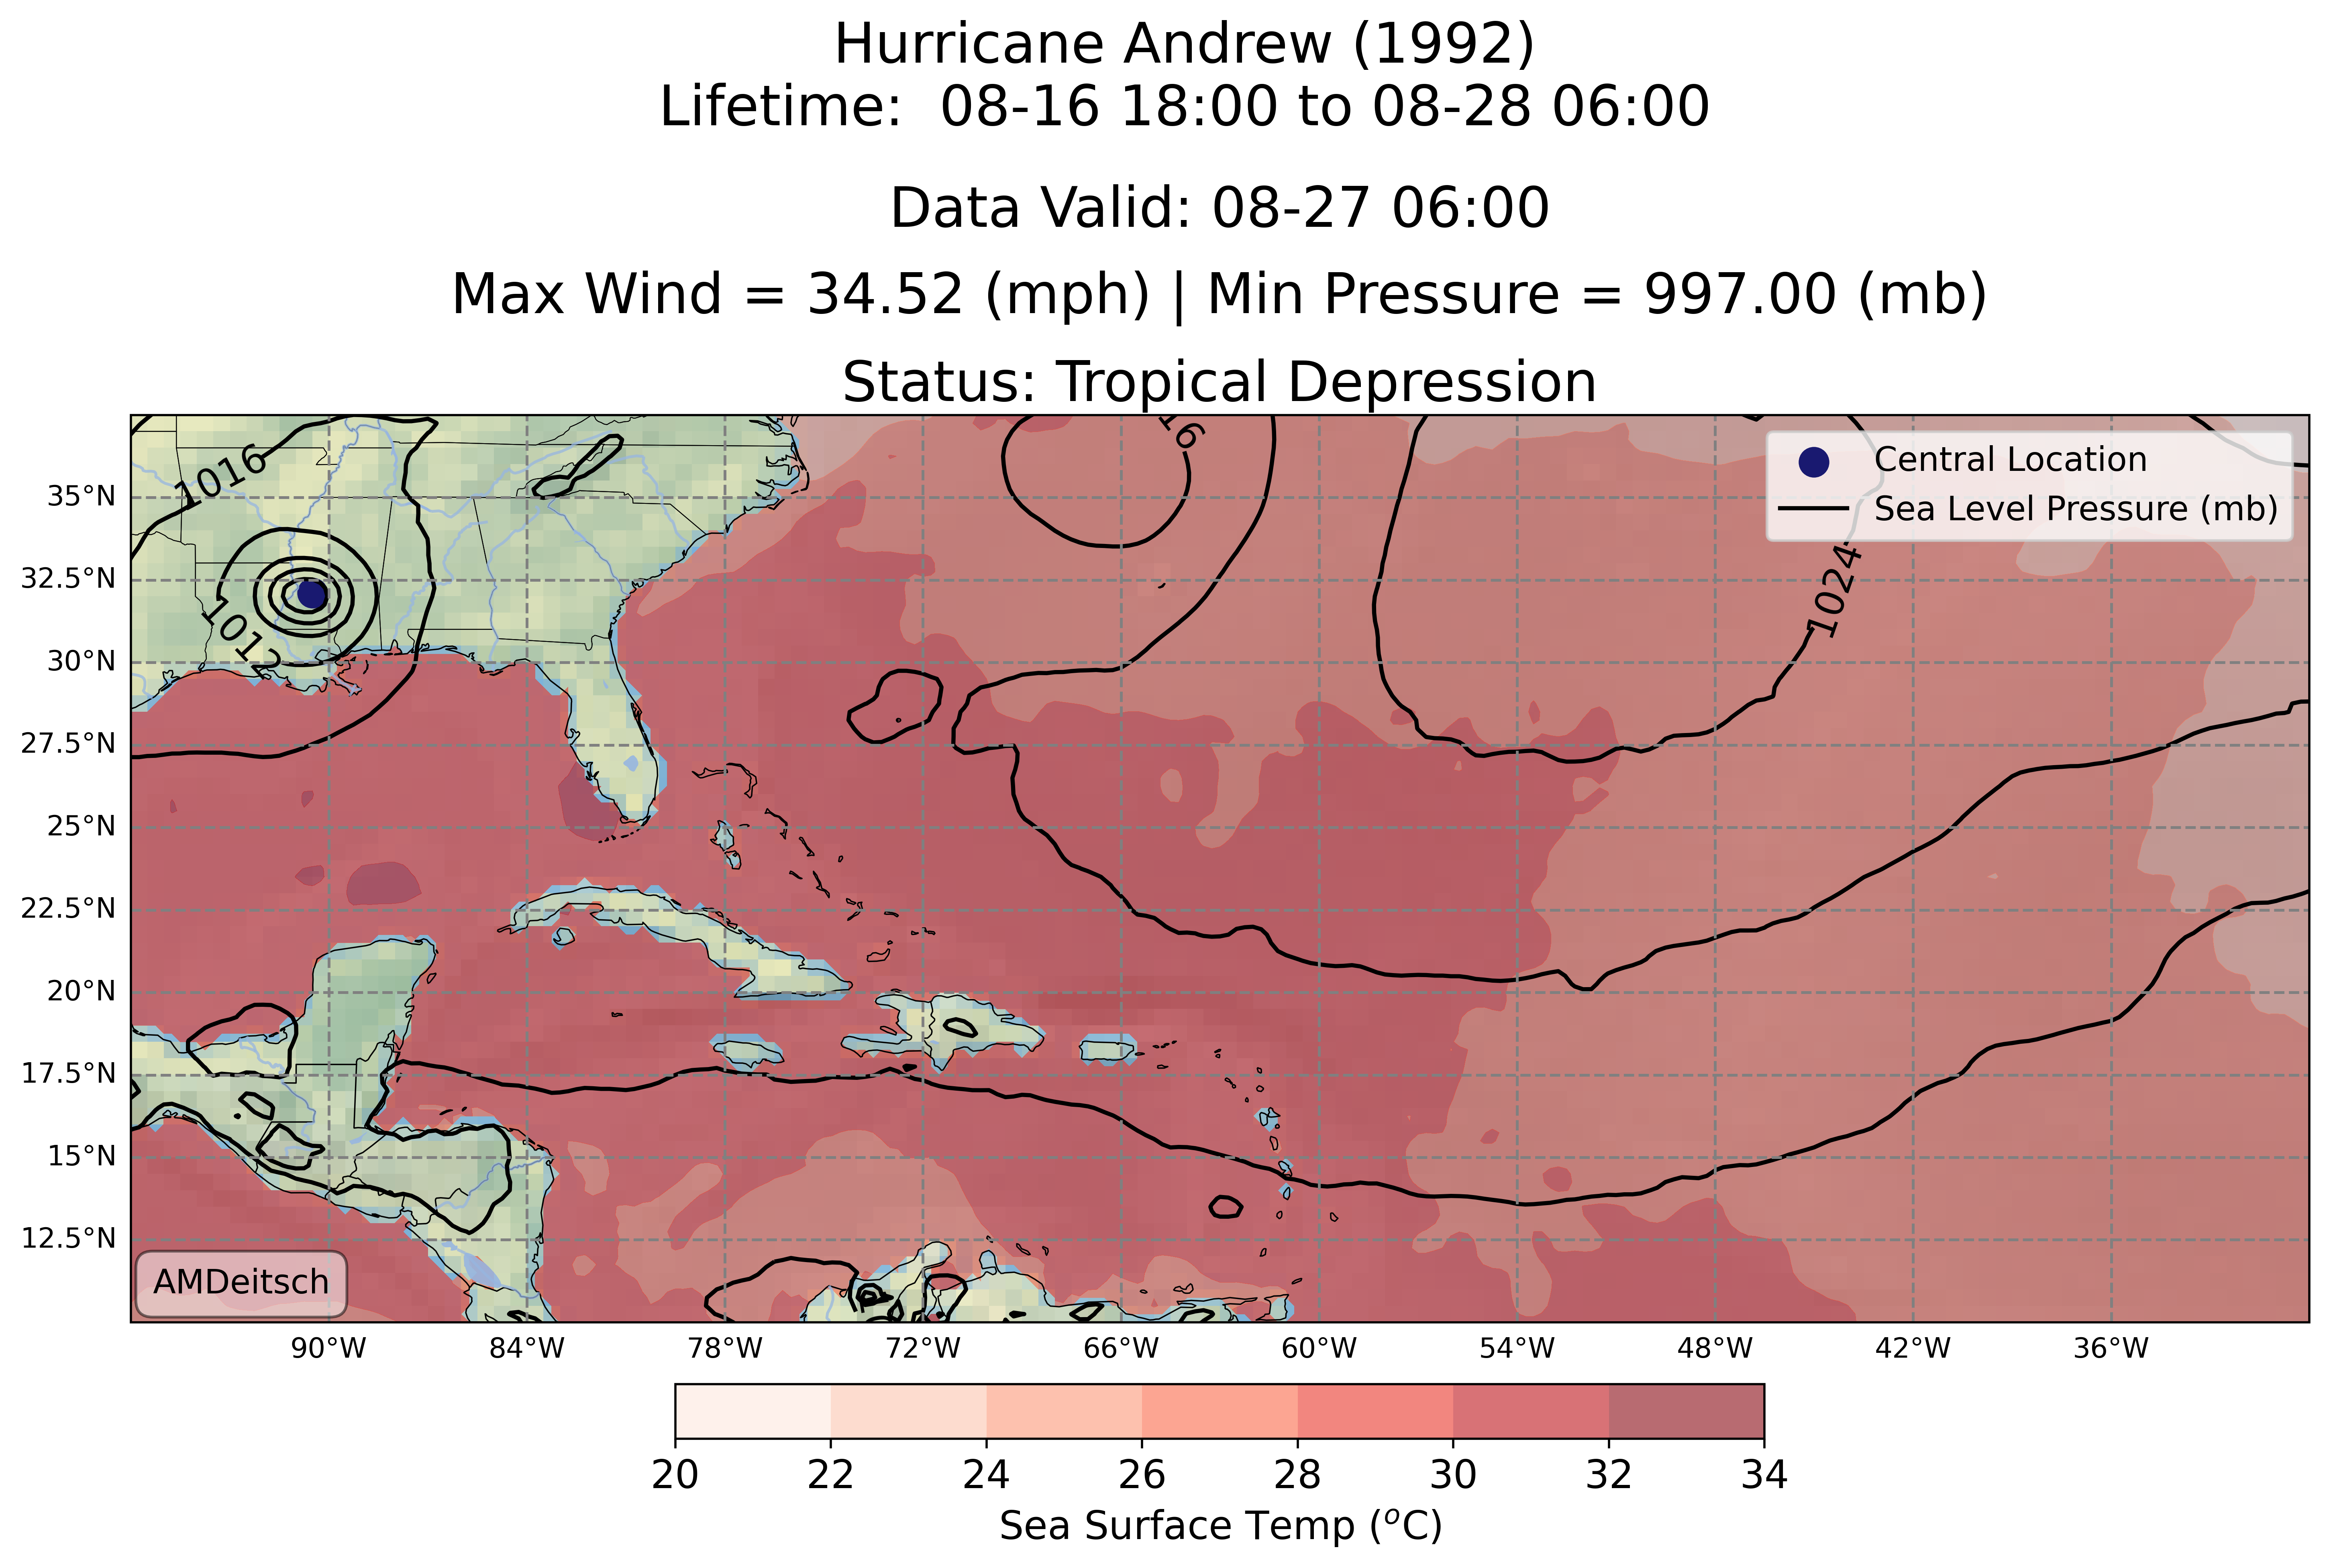 Hurricane Andrew (1992)
Lifetime:  08-16 18:00 to 08-28 06:00
Data Valid: 08-27 06:00
Max Wind = 34.52 (mph) | Min Pressure = 997.00 (mb)
Status: Tropical Depression
1016
16
Central Location
Sea Level Pressure (mb)
1024
1012
35°N
32.5°N
30°N
27.5°N
25°N
22.5°N
20°N
17.5°N
15°N
12.5°N
AMDeitsch
90°W 84°W 78°W 72°W 66°W 60°W 54°W 48°W 42°W 36°W
20 22 24 26 28 30 32 34
Sea Surface Temp (°C)